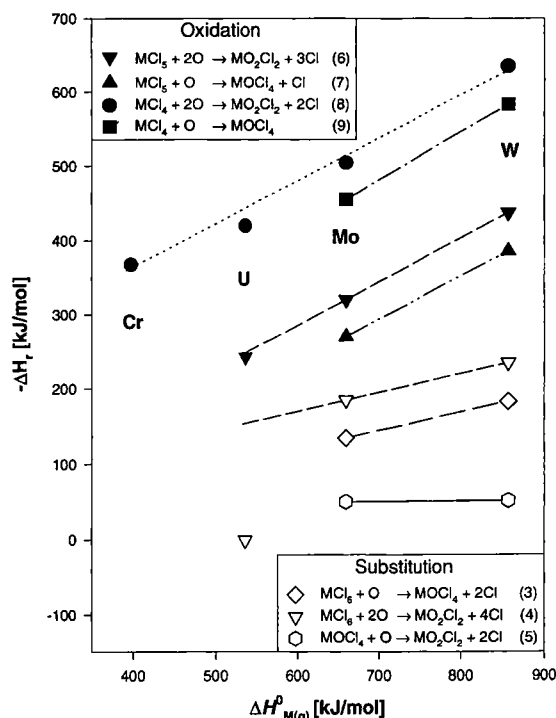 700
Oxidation
MCl₅ + 2O → MO₂Cl₂ + 3Cl (6)
MCl₅ + O → MOCl₄ + Cl (7)
MCl₄ + 2O → MO₂Cl₂ + 2Cl (8)
MCl₄ + O → MOCl₄ (9)
600
500
400
300
200
100
0
-100
-ΔHᵣ [kJ/mol]
W
Mo
U
Cr
Substitution
MCl₆ + O → MOCl₄ + 2Cl (3)
MCl₆ + 2O → MO₂Cl₂ + 4Cl (4)
MOCl₄ + O → MO₂Cl₂ + 2Cl (5)
400 500 600 700 800 900
ΔH⁰M(g) [kJ/mol]